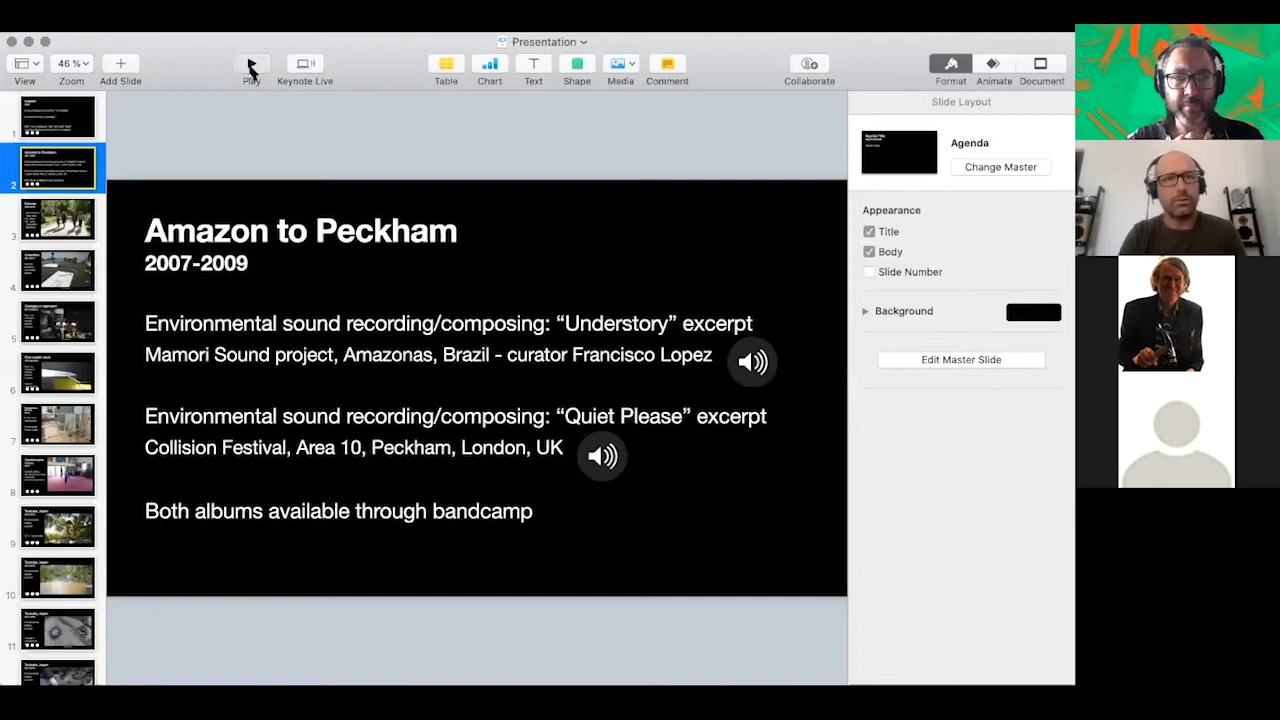 Presentation
46 %
View
Zoom
Add Slide
Play
Keynote Live
Table
Chart
Text
Shape
Media
Comment
Collaborate
Format
Animate
Document
1
2
3
4
5
6
7
8
9
10
11
Amazon to Peckham
2007-2009
Environmental sound recording/composing: “Understory” excerpt
Mamori Sound project, Amazonas, Brazil - curator Francisco Lopez
Environmental sound recording/composing: “Quiet Please” excerpt
Collision Festival, Area 10, Peckham, London, UK
Both albums available through bandcamp
Slide Layout
Agenda
Change Master
Appearance
Title
Body
Slide Number
Background
Edit Master Slide